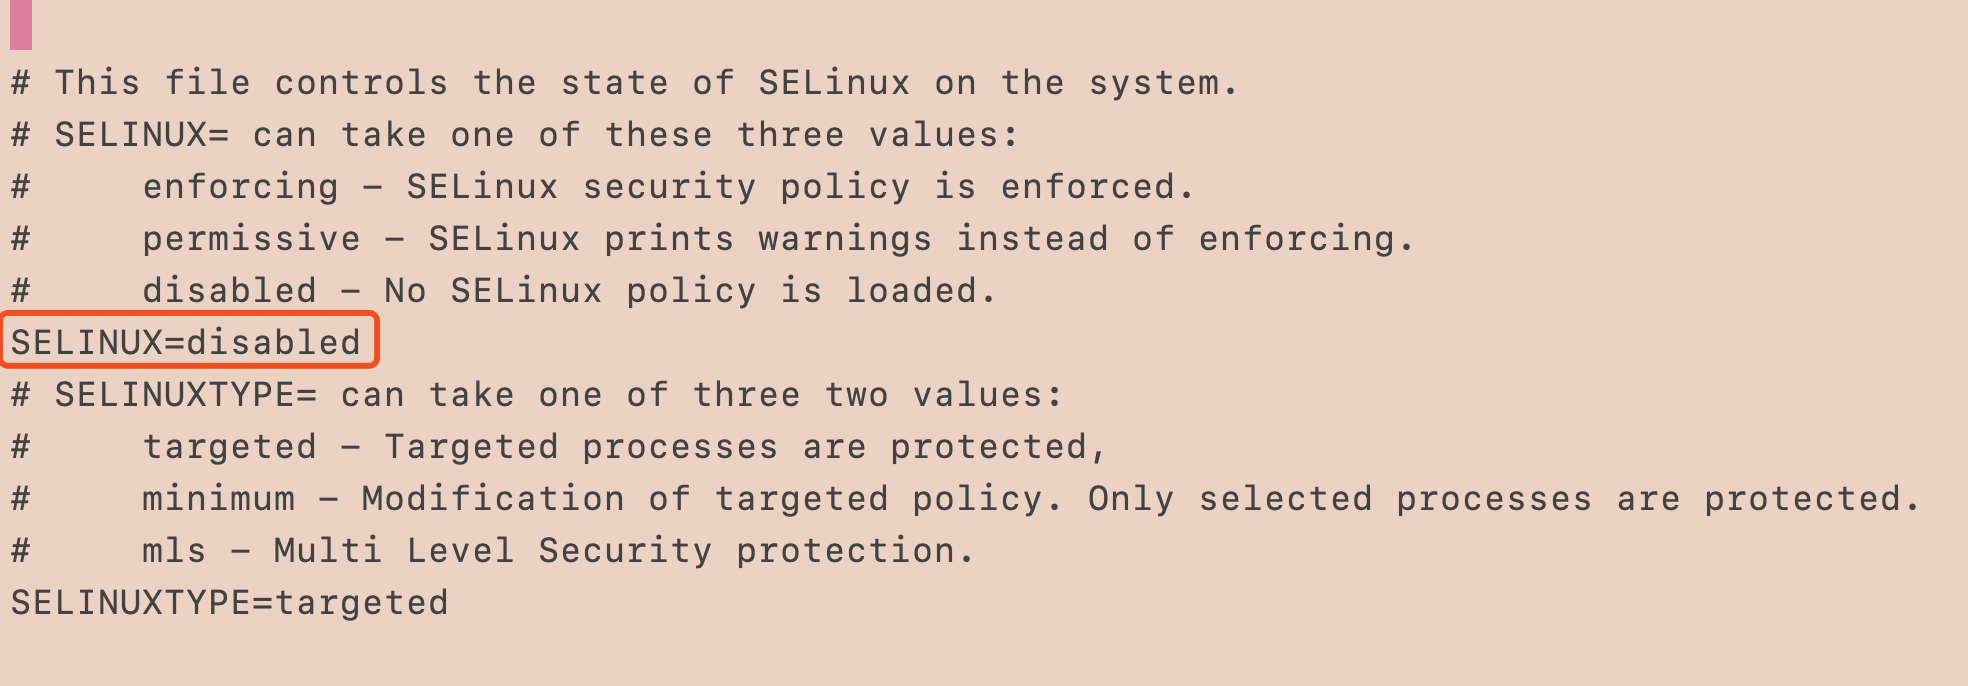 # This file controls the state of SELinux on the system.
# SELINUX= can take one of these three values:
#     enforcing – SELinux security policy is enforced.
#     permissive – SELinux prints warnings instead of enforcing.
#     disabled – No SELinux policy is loaded.
SELINUX=disabled
# SELINUXTYPE= can take one of three two values:
#     targeted – Targeted processes are protected,
#     minimum – Modification of targeted policy. Only selected processes are protected.
#     mls – Multi Level Security protection.
SELINUXTYPE=targeted